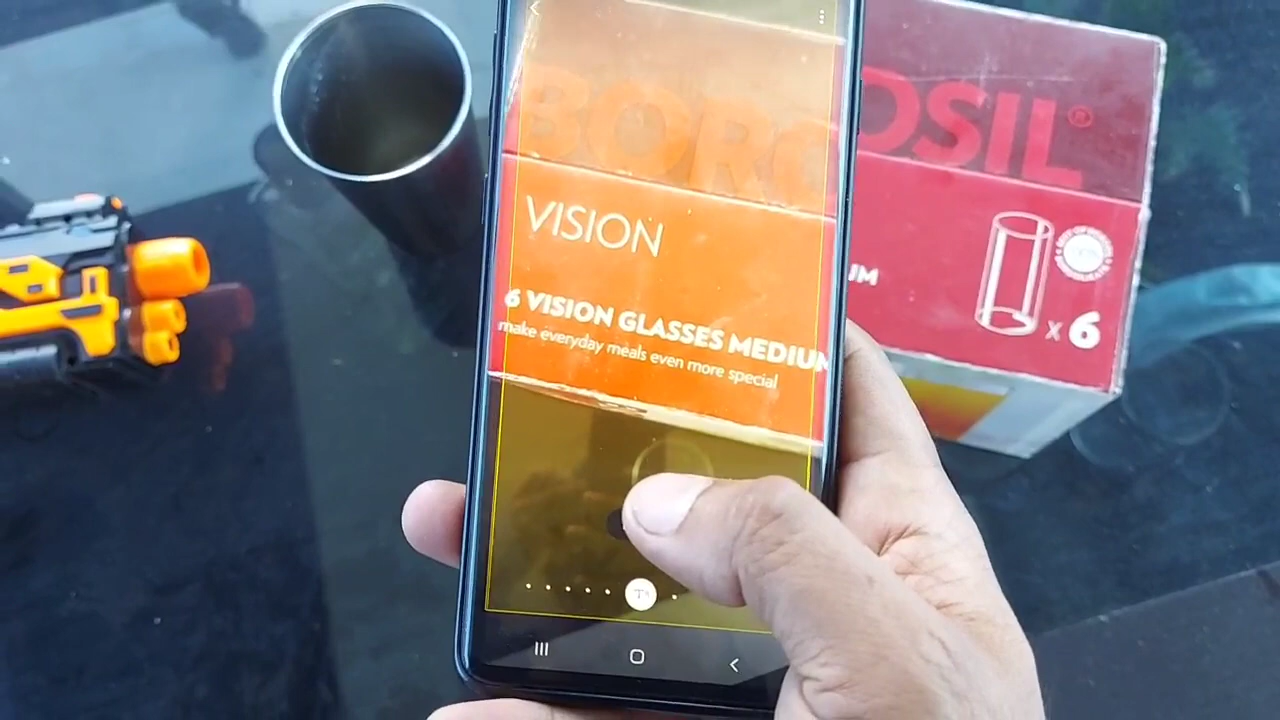 BORO
OSIL®
VISION
6 VISION GLASSES MEDIUM
make everyday meals even more special
UM
x 6
T